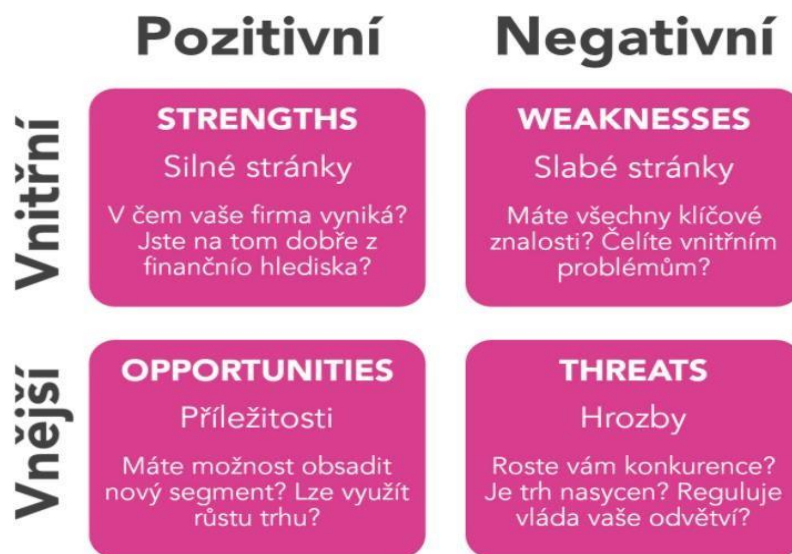 Pozitivní
Negativní
Vnitřní
STRENGTHS
Silné stránky
V čem vaše firma vyniká?
Jste na tom dobře z
finančnío hlediska?
WEAKNESSES
Slabé stránky
Máte všechny klíčové
znalosti? Čelíte vnitřním
problémům?
Vnější
OPPORTUNITIES
Příležitosti
Máte možnost obsadit
nový segment? Lze využít
růstu trhu?
THREATS
Hrozby
Roste vám konkurence?
Je trh nasycen? Reguluje
vláda vaše odvětví?